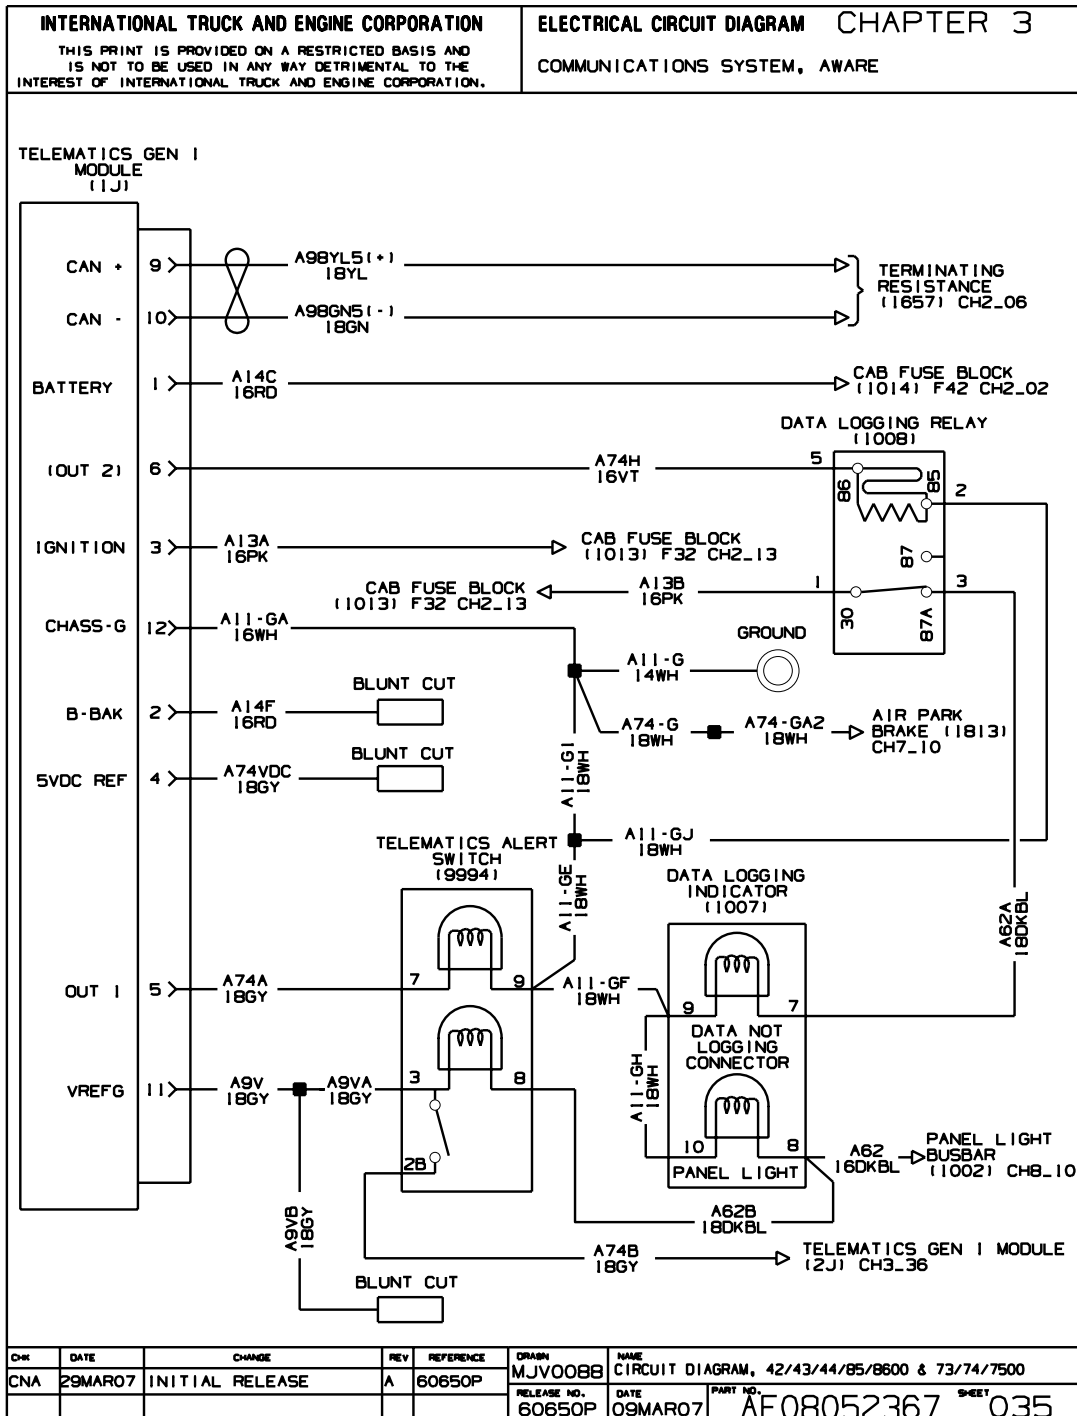 INTERNATIONAL TRUCK AND ENGINE CORPORATION
THIS PRINT IS PROVIDED ON A RESTRICTED BASIS AND
IS NOT TO BE USED IN ANY WAY DETRIMENTAL TO THE
INTEREST OF INTERNATIONAL TRUCK AND ENGINE CORPORATION.
ELECTRICAL CIRCUIT DIAGRAM CHAPTER 3
COMMUNICATIONS SYSTEM, AWARE
TELEMATICS GEN 1
MODULE
(1J)
CAN +
9
A98YL5(+)
18YL
CAN -
10
A98GN5(-)
18GN
TERMINATING
RESISTANCE
(1657) CH2_06
BATTERY
1
A14C
16RD
CAB FUSE BLOCK
(1014) F42 CH2_02
DATA LOGGING RELAY
(1008)
(OUT 2)
6
A74H
16VT
5
86
85
2
IGNITION
3
A13A
16PK
CAB FUSE BLOCK
(1013) F32 CH2_13
87
CAB FUSE BLOCK
(1013) F32 CH2_13
A13B
16PK
1
30
87A
3
CHASS-G
12
A11-GA
16WH
GROUND
A11-G
14WH
B-BAK
2
A14F
16RD
BLUNT CUT
A74-G
18WH
A74-GA2
18WH
AIR PARK
BRAKE (1813)
CH7_10
5VDC REF
4
A74VDC
18GY
BLUNT CUT
A11-G1
18WH
A11-GJ
18WH
TELEMATICS ALERT
SWITCH
(9994)
A11-GE
18WH
DATA LOGGING
INDICATOR
(1007)
A62A
18DKBL
OUT 1
5
A74A
18GY
7
9
A11-GF
18WH
9
7
DATA NOT
LOGGING
CONNECTOR
A11-GH
18WH
VREFG
11
A9V
18GY
A9VA
18GY
3
8
2B
10
8
PANEL LIGHT
A62
16DKBL
PANEL LIGHT
BUSBAR
(1002) CH8_10
A62B
18DKBL
A9VB
18GY
A74B
18GY
TELEMATICS GEN 1 MODULE
(2J) CH3_36
BLUNT CUT
CHK DATE CHANGE REV REFERENCE
CNA 29MAR07 INITIAL RELEASE A 60650P
DRAWN
MJV0088
NAME
CIRCUIT DIAGRAM, 42/43/44/85/8600 & 73/74/7500
RELEASE NO.
60650P
DATE
09MAR07
PART NO.
AE08052367
SHEET
035